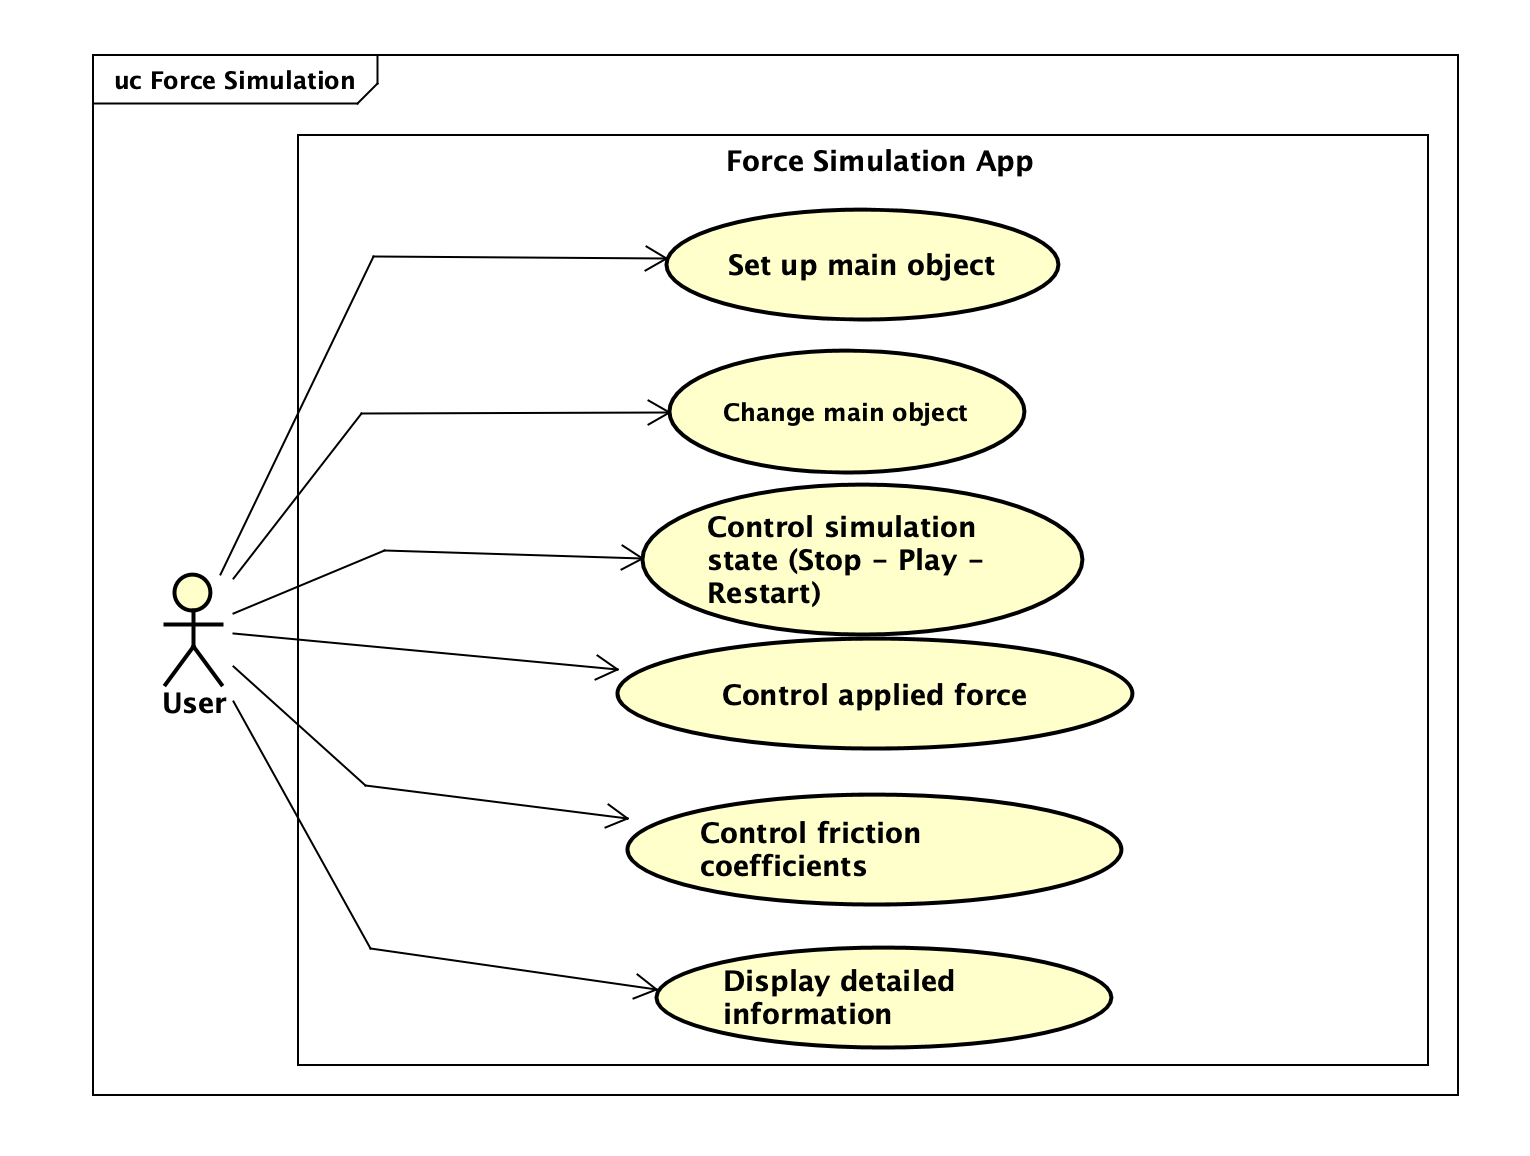 uc Force Simulation
Force Simulation App
Set up main object
Change main object
Control simulation
state (Stop – Play –
Restart)
User
Control applied force
Control friction
coefficients
Display detailed
information